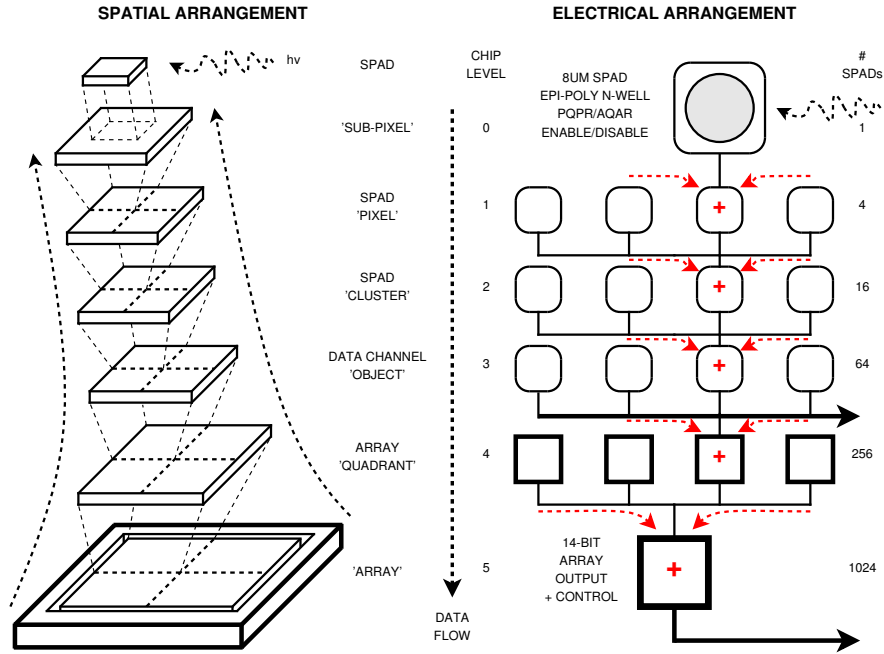 SPATIAL ARRANGEMENT
ELECTRICAL ARRANGEMENT
hv
SPAD
CHIP
LEVEL
8UM SPAD
EPI-POLY N-WELL
PQPR/AQAR
ENABLE/DISABLE
#
SPADs
'SUB-PIXEL'
0
1
SPAD
'PIXEL'
1
+
4
SPAD
'CLUSTER'
2
+
16
DATA CHANNEL
'OBJECT'
3
+
64
ARRAY
'QUADRANT'
4
+
256
'ARRAY'
5
14-BIT
ARRAY
OUTPUT
+ CONTROL
+
1024
DATA
FLOW